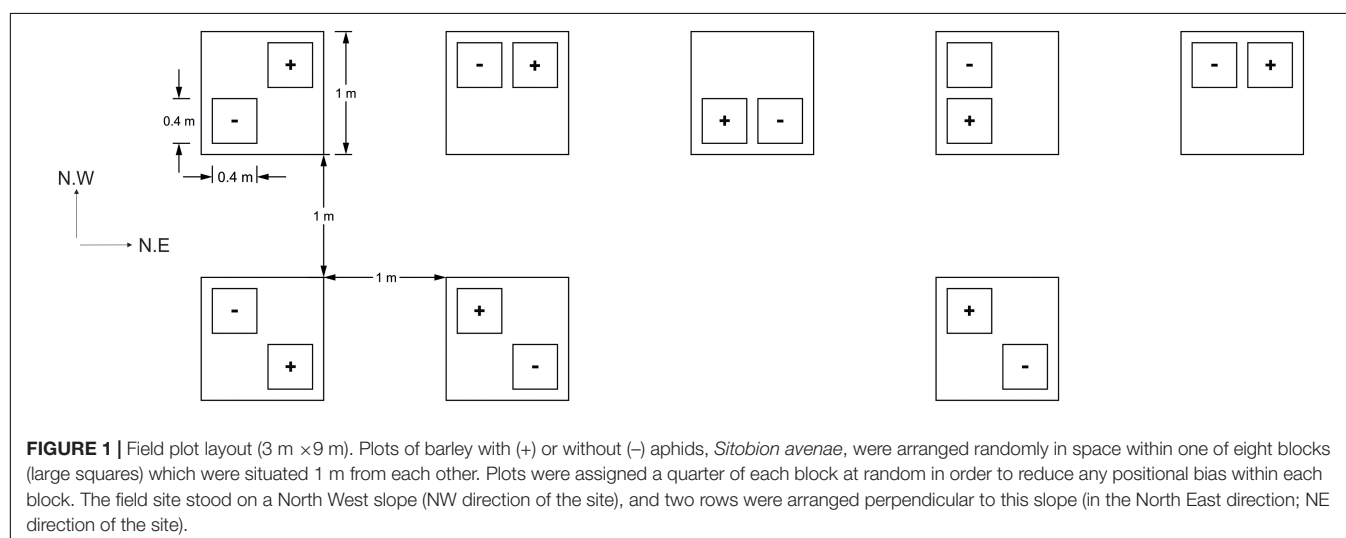 +
-
+
+
-
-
+
1 m
-
0.4 m
-
+
-
+
0.4 m
N.W
1 m
N.E
1 m
-
+
+
+
-
-
FIGURE 1 | Field plot layout (3 m ×9 m). Plots of barley with (+) or without (–) aphids, Sitobion avenae, were arranged randomly in space within one of eight blocks
(large squares) which were situated 1 m from each other. Plots were assigned a quarter of each block at random in order to reduce any positional bias within each
block. The field site stood on a North West slope (NW direction of the site), and two rows were arranged perpendicular to this slope (in the North East direction; NE
direction of the site).